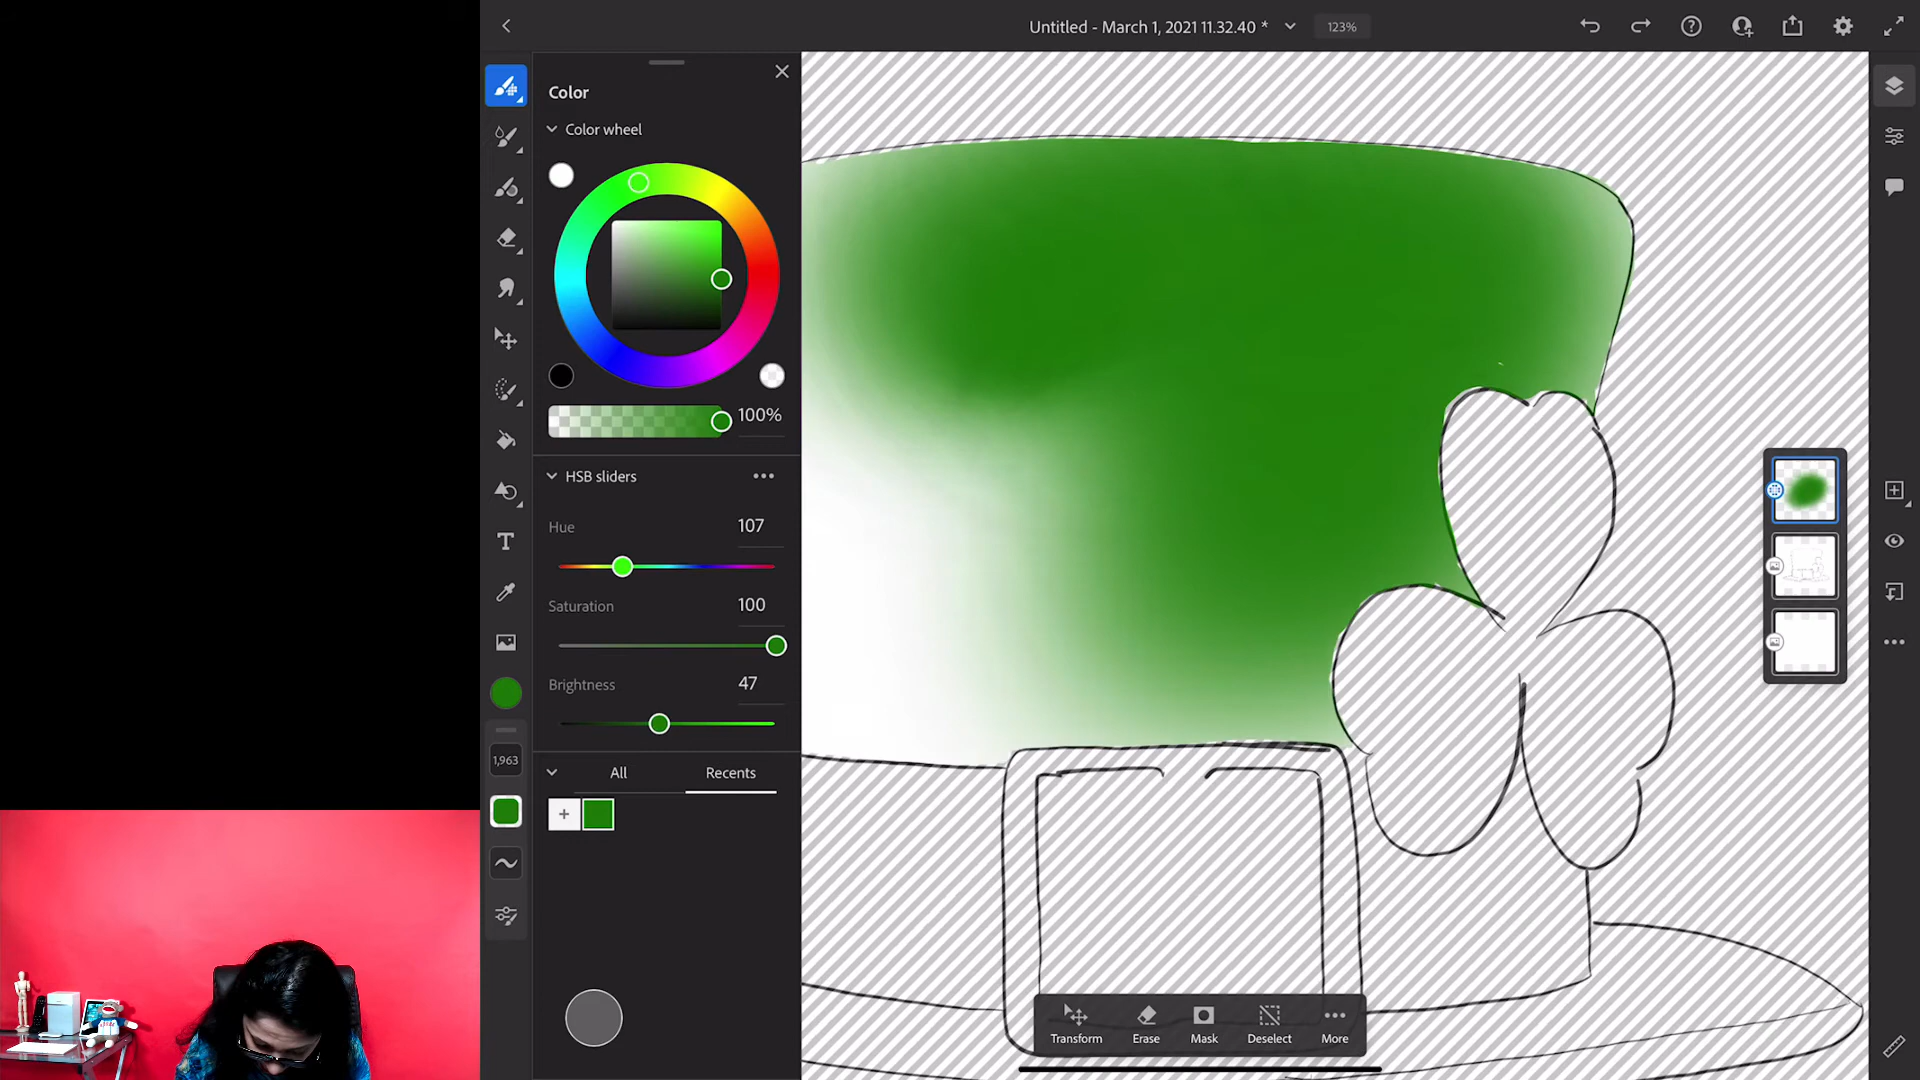 Untitled - March 1, 2021 11.32.40 *
123%
Color
Color wheel
100%
HSB sliders
Hue
107
Saturation
100
Brightness
47
All
Recents
1,963
Transform
Erase
Mask
Deselect
More